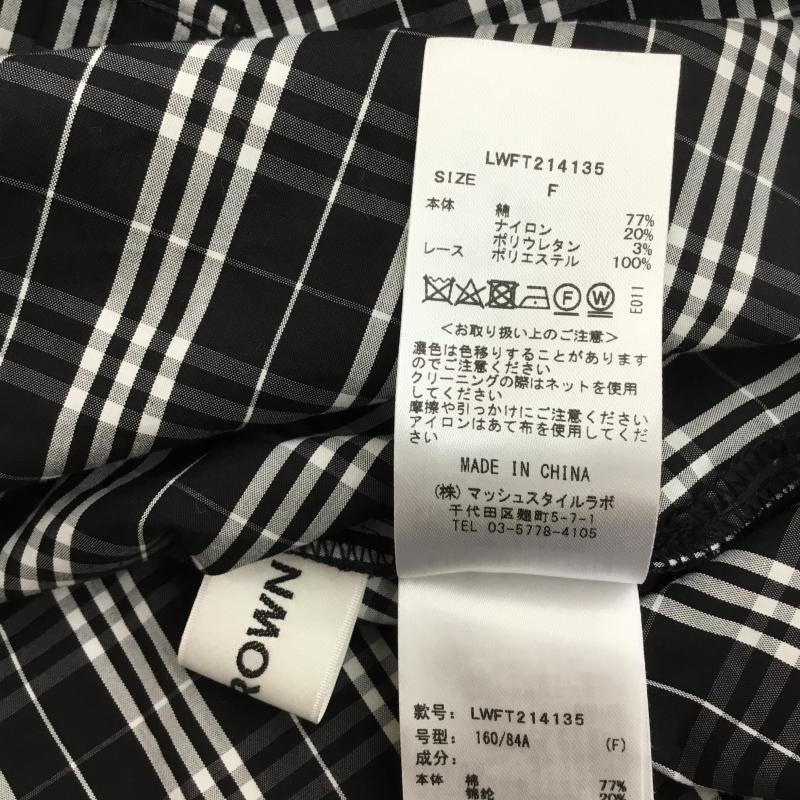 LWFT214135
SIZE F
本体 綿 77%
ナイロン 20%
ポリウレタン 3%
レース ポリエステル 100%
E011
<お取り扱い上のご注意>
濃色は色移りすることがあります
のでご注意ください
クリーニングの際はネットを使用
してください
摩擦や引っかけにご注意ください
アイロンはあて布を使用してくだ
さい
MADE IN CHINA
(株)マッシュスタイルラボ
千代田区麹町5-7-1
TEL 03-5778-4105
ROWN
款号: LWFT214135
号型: 160/84A (F)
成分:
本体 棉 77%
锦纶 20%